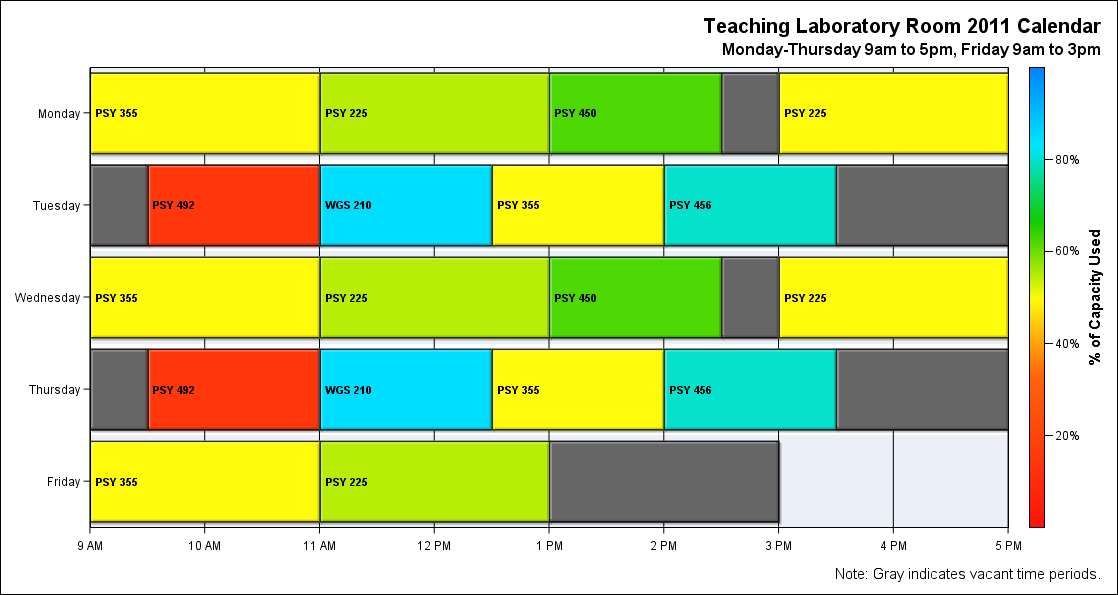 Teaching Laboratory Room 2011 Calendar
Monday-Thursday 9am to 5pm, Friday 9am to 3pm
Monday
PSY 355
PSY 225
PSY 450
PSY 225
Tuesday
PSY 492
WGS 210
PSY 355
PSY 456
Wednesday
PSY 355
PSY 225
PSY 450
PSY 225
Thursday
PSY 492
WGS 210
PSY 355
PSY 456
Friday
PSY 355
PSY 225
9 AM
10 AM
11 AM
12 PM
1 PM
2 PM
3 PM
4 PM
5 PM
80%
60%
40%
20%
% of Capacity Used
Note: Gray indicates vacant time periods.